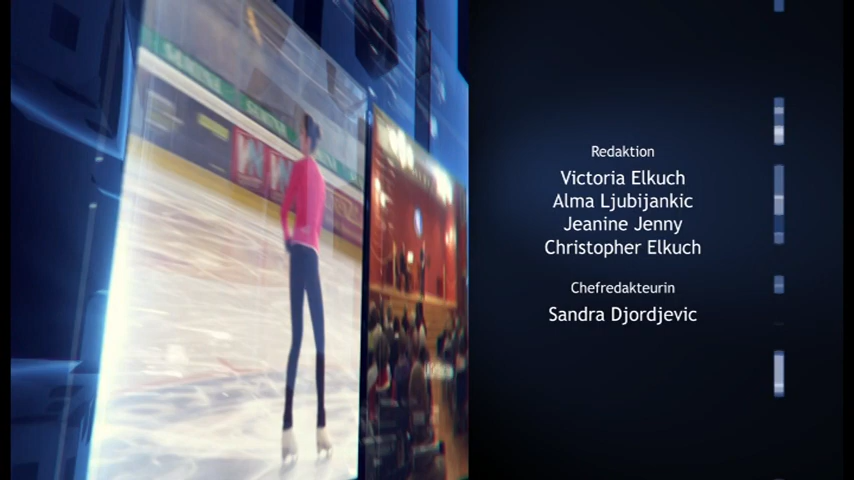 Redaktion
Victoria Elkuch
Alma Ljubijankic
Jeanine Jenny
Christopher Elkuch
Chefredakteurin
Sandra Djordjevic